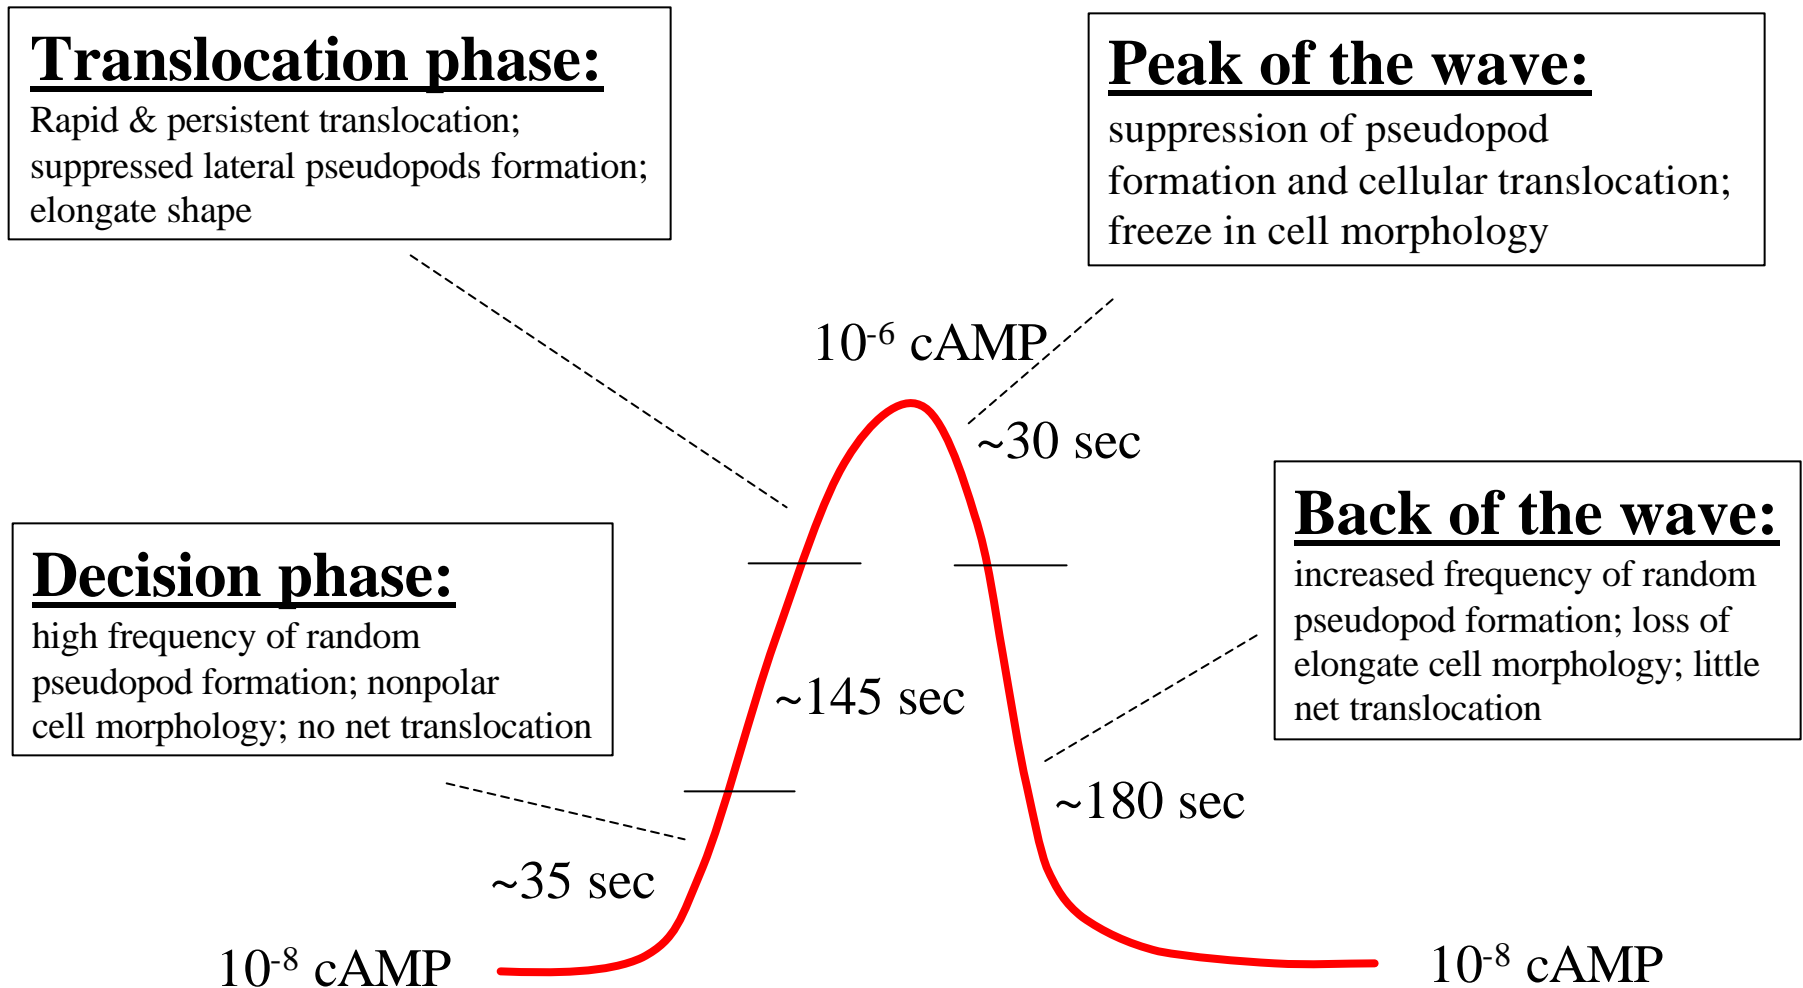 Translocation phase:
Rapid & persistent translocation;
suppressed lateral pseudopods formation;
elongate shape
Peak of the wave:
suppression of pseudopod
formation and cellular translocation;
freeze in cell morphology
10⁻⁶ cAMP
~30 sec
Back of the wave:
increased frequency of random
pseudopod formation; loss of
elongate cell morphology; little
net translocation
Decision phase:
high frequency of random
pseudopod formation; nonpolar
cell morphology; no net translocation
~145 sec
~180 sec
~35 sec
10⁻⁸ cAMP
10⁻⁸ cAMP